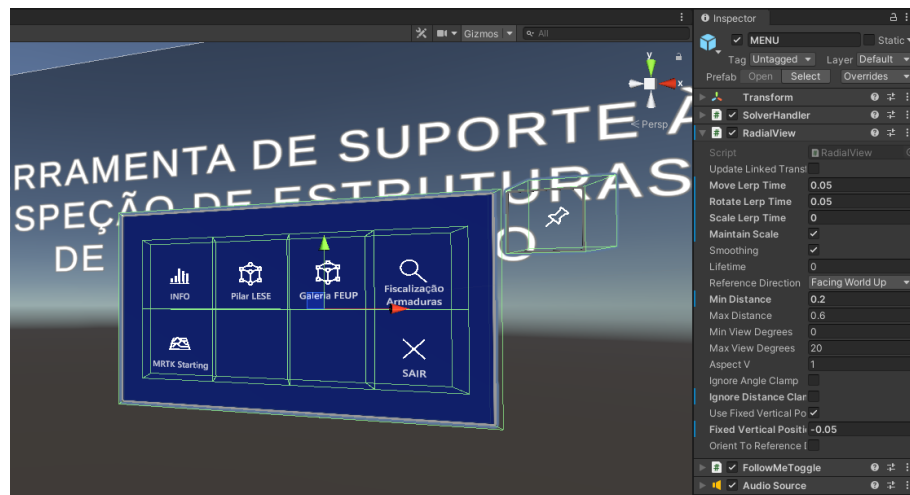 Gizmos
All
y
x
Persp
RRAMENTA DE SUPORTE À
SPEÇÃO DE ESTRUTURAS
DE
O
INFO
Pilar LESE
Galeria FEUP
Fiscalização
Armaduras
MRTK Starting
SAIR
Inspector
MENU
Static
Tag Untagged Layer Default
Prefab Open Select Overrides
Transform
SolverHandler
RadialView
Script RadialView
Update Linked Transf
Move Lerp Time 0.05
Rotate Lerp Time 0.05
Scale Lerp Time 0
Maintain Scale
Smoothing
Lifetime 0
Reference Direction Facing World Up
Min Distance 0.2
Max Distance 0.6
Min View Degrees 0
Max View Degrees 20
Aspect V 1
Ignore Angle Clamp
Ignore Distance Clar
Use Fixed Vertical Po
Fixed Vertical Positi -0.05
Orient To Reference
FollowMeToggle
Audio Source